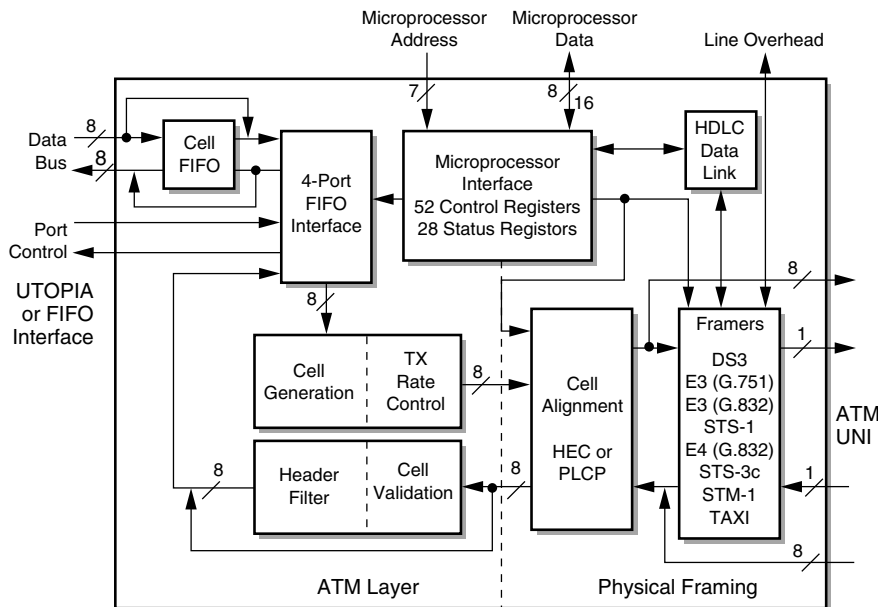 Microprocessor
Address
Microprocessor
Data
Line Overhead
7
8
16
Data
Bus
8
8
Cell
FIFO
4-Port
FIFO
Interface
Microprocessor
Interface
52 Control Registers
28 Status Registors
HDLC
Data
Link
Port
Control
UTOPIA
or FIFO
Interface
8
Cell
Generation
TX
Rate
Control
8
Cell
Alignment
HEC or
PLCP
Framers
DS3
E3 (G.751)
E3 (G.832)
STS-1
E4 (G.832)
STS-3c
STM-1
TAXI
8
1
ATM
UNI
1
8
8
Header
Filter
Cell
Validation
8
ATM Layer
Physical Framing